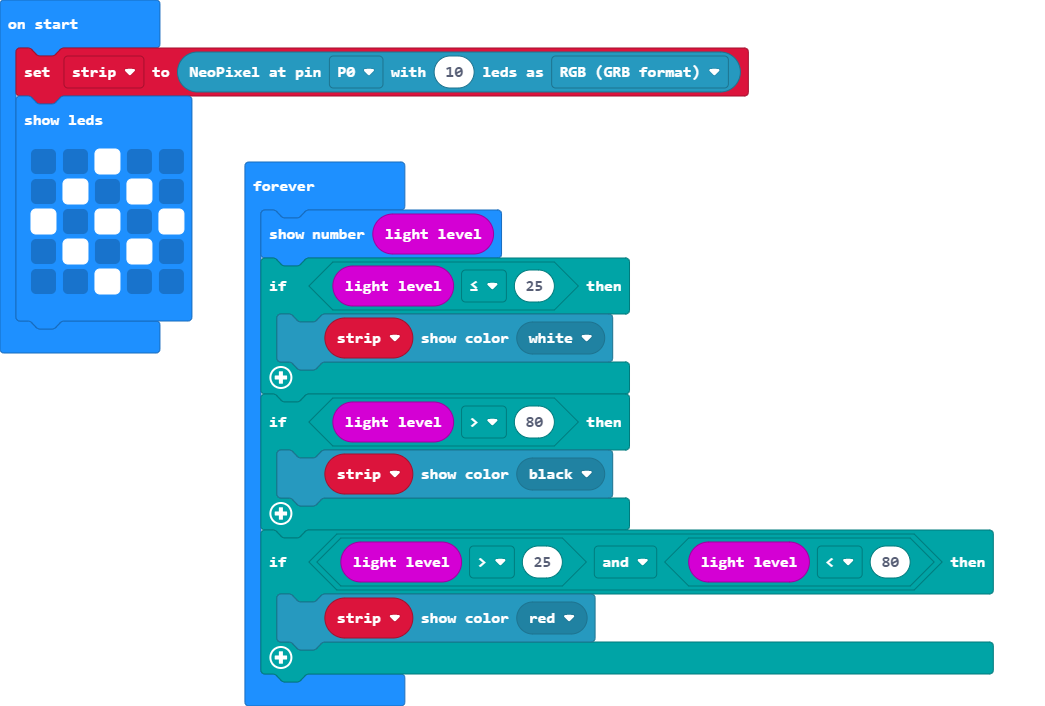 on start
set strip to NeoPixel at pin P0 with 10 leds as RGB (GRB format)
show leds
forever
show number light level
if light level ≤ 25 then
strip show color white
if light level > 80 then
strip show color black
if light level > 25 and light level < 80 then
strip show color red